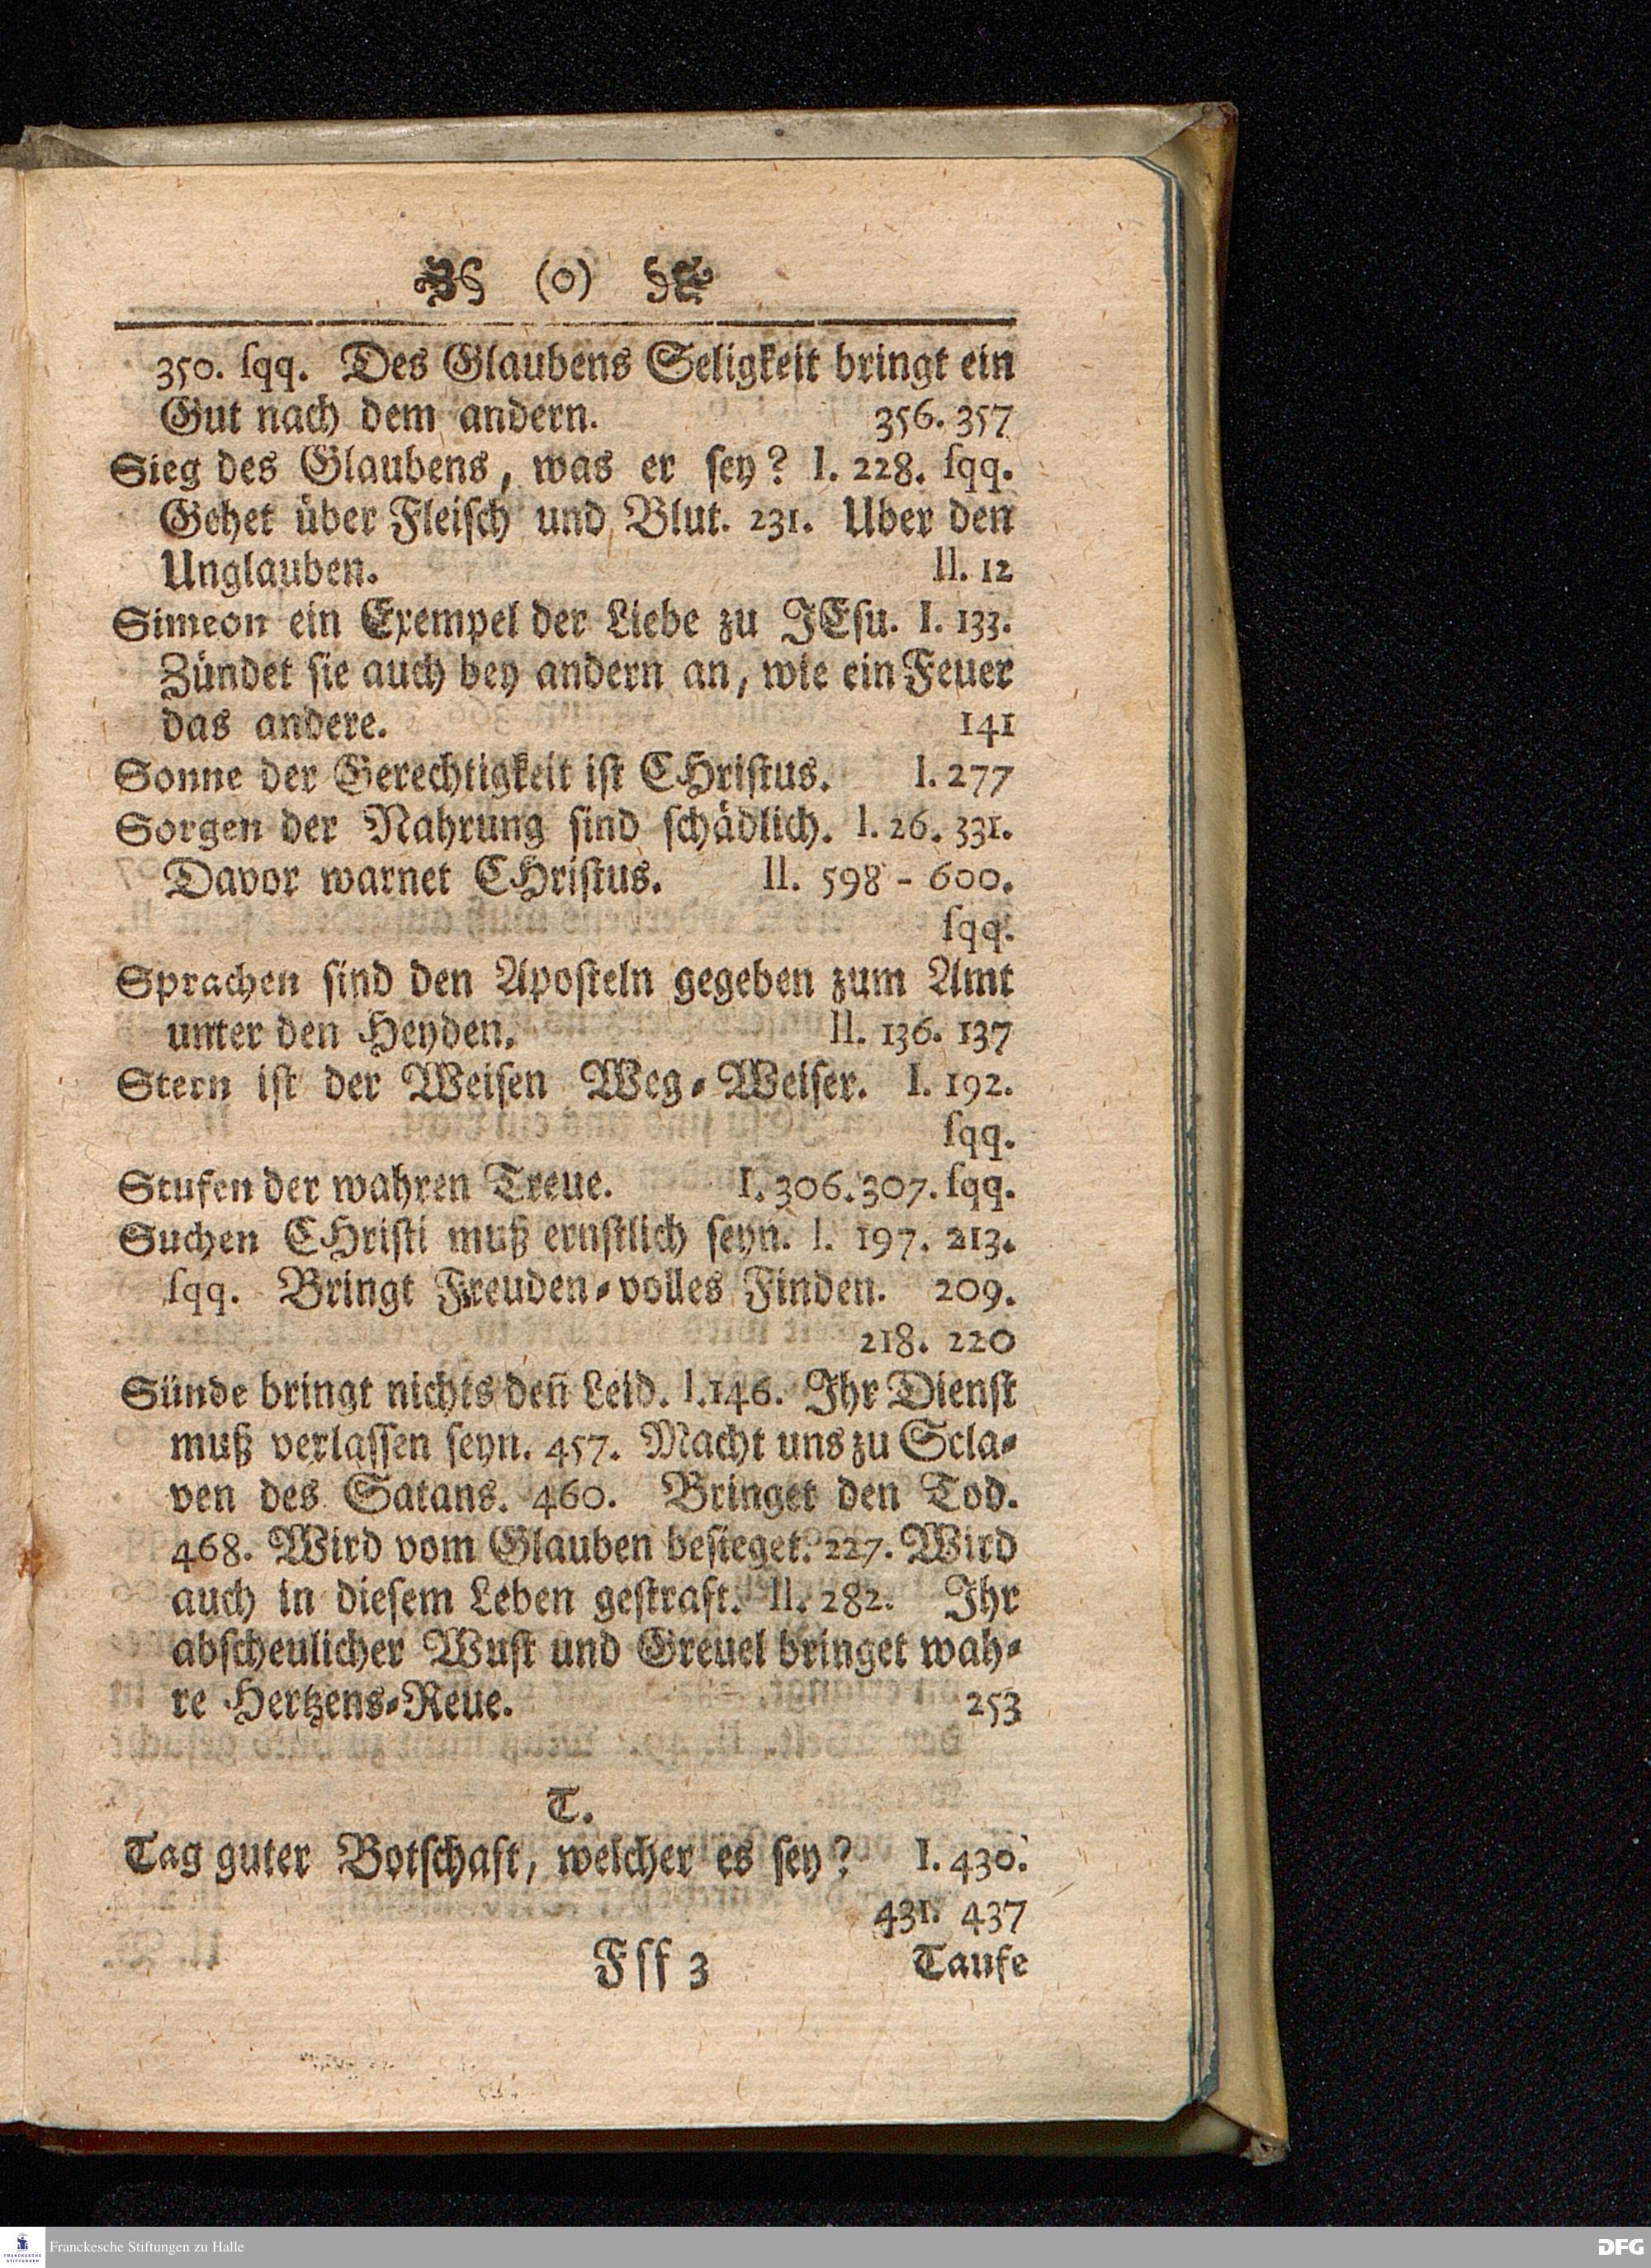 (o)
350. ſqq. Des Glaubens Seligkeit bringt ein
Gut nach dem andern. 356. 357
Sieg des Glaubens, was er ſey? I. 228. ſqq.
Gehet über Fleiſch und Blut. 231. Uber den
Unglauben. II. 12
Simeon ein Exempel der Liebe zu JEſu. I. 133.
Zündet ſie auch bey andern an, wie ein Feuer
das andere. 141
Sonne der Gerechtigkeit iſt CHriſtus. I. 277
Sorgen der Nahrung ſind ſchädlich. I. 26. 331.
Davor warnet CHriſtus. II. 598 - 600.
ſqq.
Sprachen ſind den Apoſteln gegeben zum Amt
unter den Heyden. II. 136. 137
Stern iſt der Weiſen Weg-Weiſer. I. 192.
ſqq.
Stufen der wahren Treue. I. 306. 307. ſqq.
Suchen CHriſti muß ernſtlich ſeyn. I. 197. 213.
ſqq. Bringt Freuden-volles Finden. 209.
218. 220
Sünde bringt nichts den̄ Leid. I. 146. Ihr Dienſt
muß verlaſſen ſeyn. 457. Macht uns zu Scla-
ven des Satans. 460. Bringet den Tod.
468. Wird vom Glauben beſieget. 227. Wird
auch in dieſem Leben geſtraft. II. 282. Ihr
abſcheulicher Wuſt und Greuel bringet wah-
re Hertzens-Reue. 253
T.
Tag guter Botſchaft, welcher es ſey? I. 430.
431. 437
Fff 3 Taufe
FRANCKESCHE STIFTUNGEN
Franckesche Stiftungen zu Halle
DFG